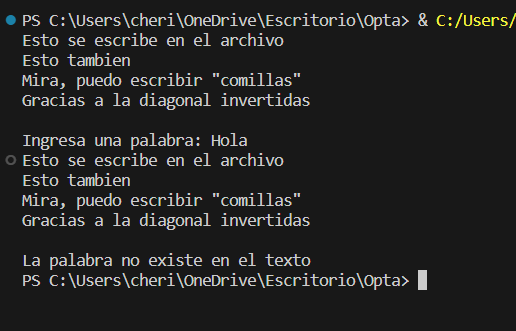 PS C:\Users\cheri\OneDrive\Escritorio\Opta> & C:/Users/
Esto se escribe en el archivo
Esto tambien
Mira, puedo escribir "comillas"
Gracias a la diagonal invertidas
Ingresa una palabra: Hola
Esto se escribe en el archivo
Esto tambien
Mira, puedo escribir "comillas"
Gracias a la diagonal invertidas
La palabra no existe en el texto
PS C:\Users\cheri\OneDrive\Escritorio\Opta>